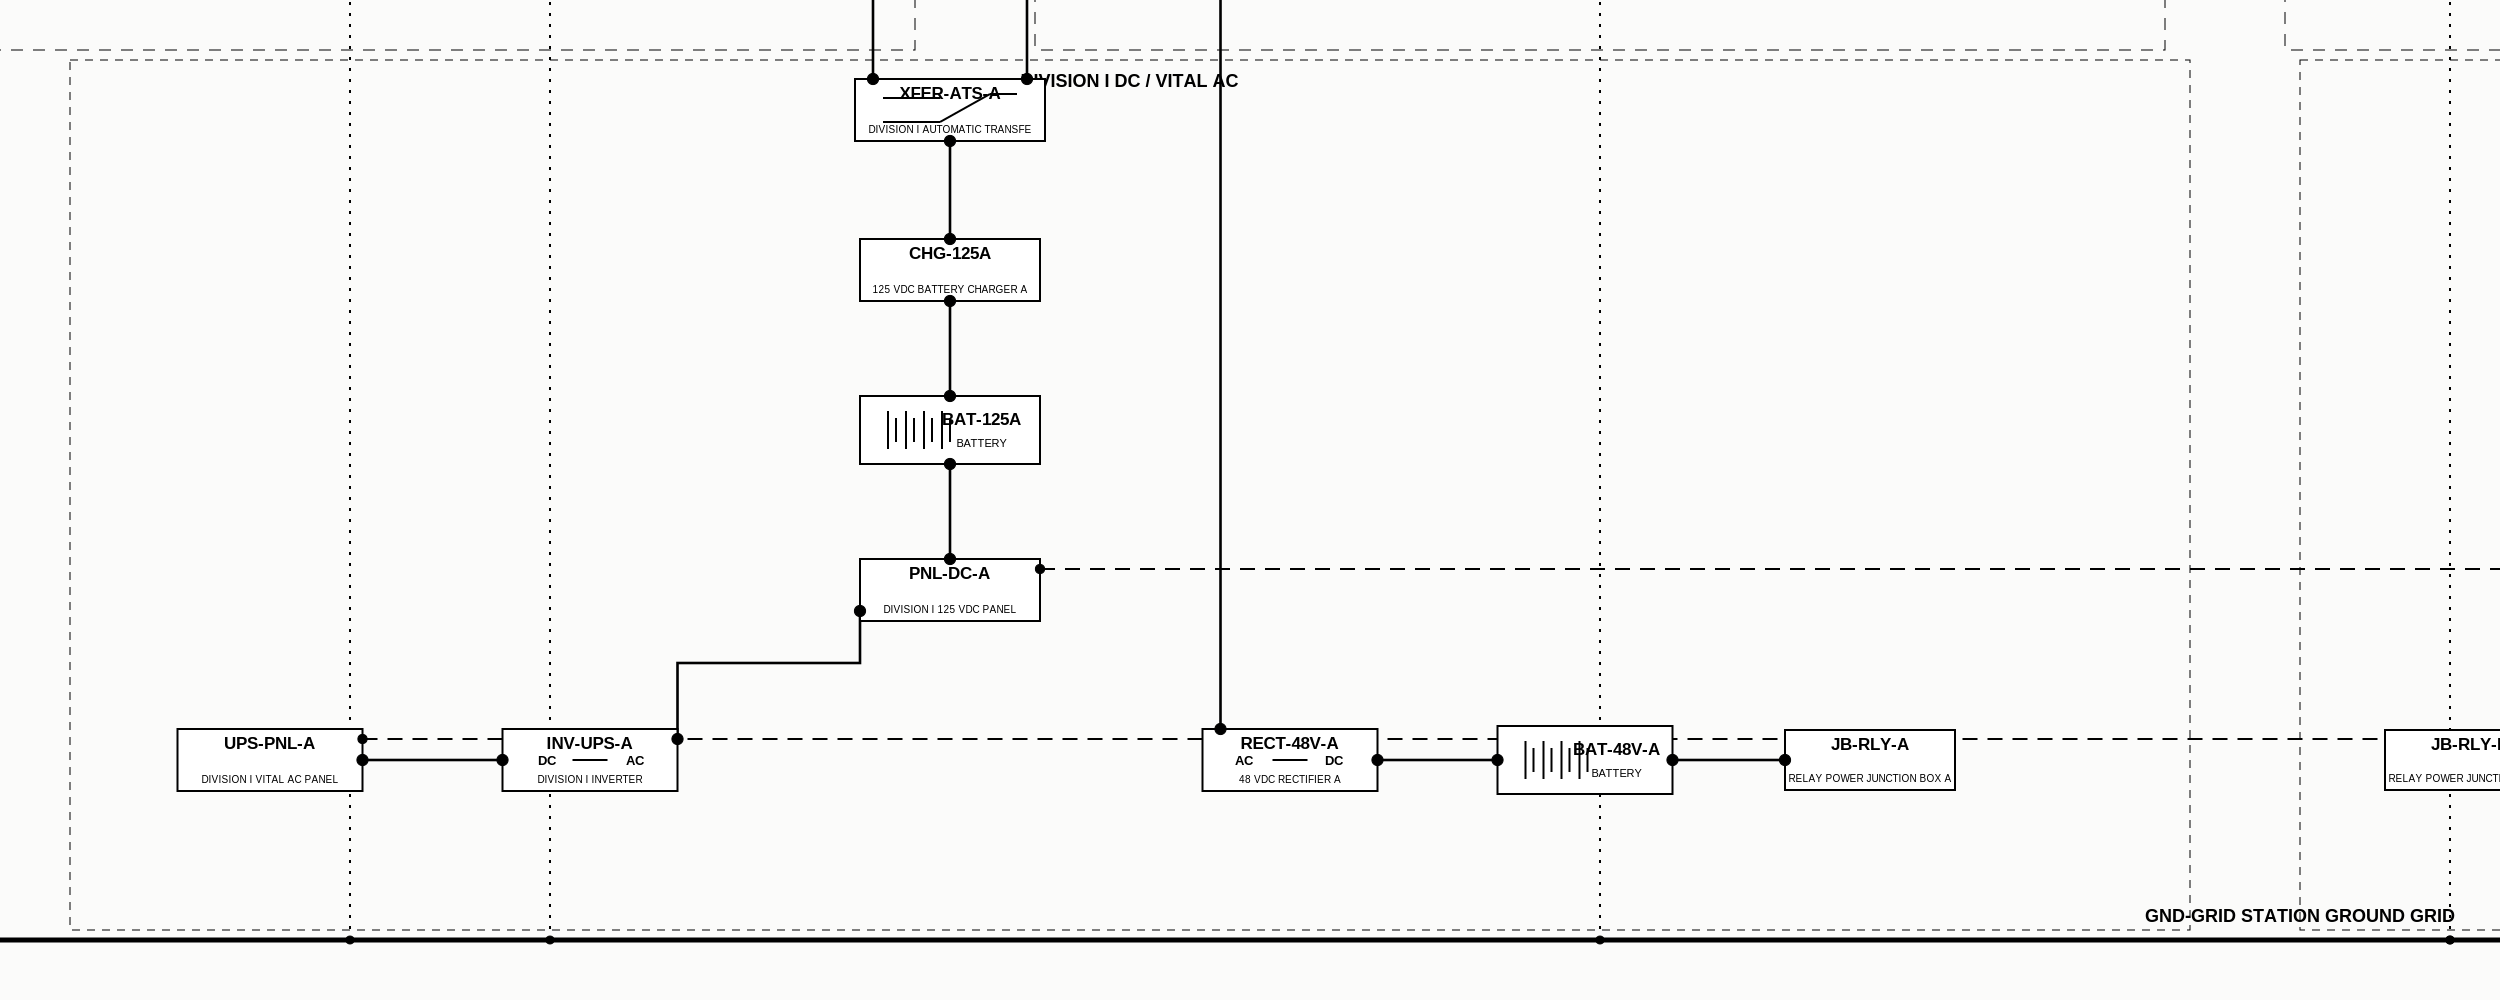 DIVISION I DC / VITAL AC
XFER-ATS-A
DIVISION I AUTOMATIC TRANSFE
CHG-125A
125 VDC BATTERY CHARGER A
BAT-125A
BATTERY
PNL-DC-A
DIVISION I 125 VDC PANEL
UPS-PNL-A
DIVISION I VITAL AC PANEL
INV-UPS-A
DC AC
DIVISION I INVERTER
RECT-48V-A
AC DC
48 VDC RECTIFIER A
BAT-48V-A
BATTERY
JB-RLY-A
RELAY POWER JUNCTION BOX A
JB-RLY-
RELAY POWER JUNCTI
GND-GRID STATION GROUND GRID